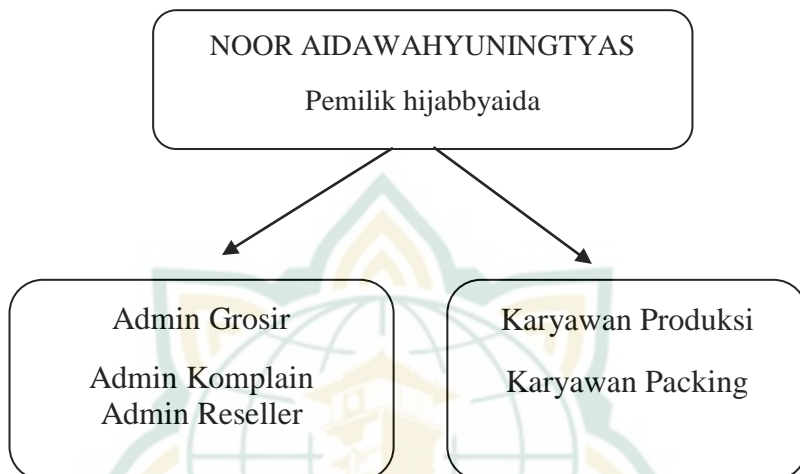 NOOR AIDAWAHYUNINGTYAS
Pemilik hijabbyaida
Admin Grosir
Admin Komplain
Admin Reseller
Karyawan Produksi
Karyawan Packing